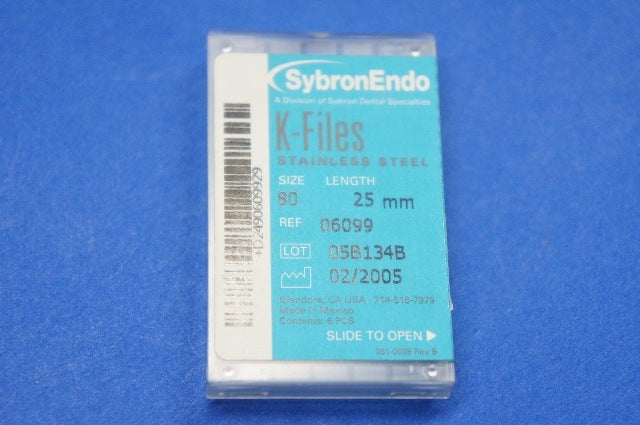 SybronEndo
A Division of Sybron Dental Specialties
K-Files
STAINLESS STEEL
SIZE LENGTH
80 25 mm
REF 06099
LOT 05B134B
02/2005
Glendora, CA USA 714-516-7979
Made in Mexico
Contents: 6 PCS
SLIDE TO OPEN
061-0009 Rev B
+D2490609929